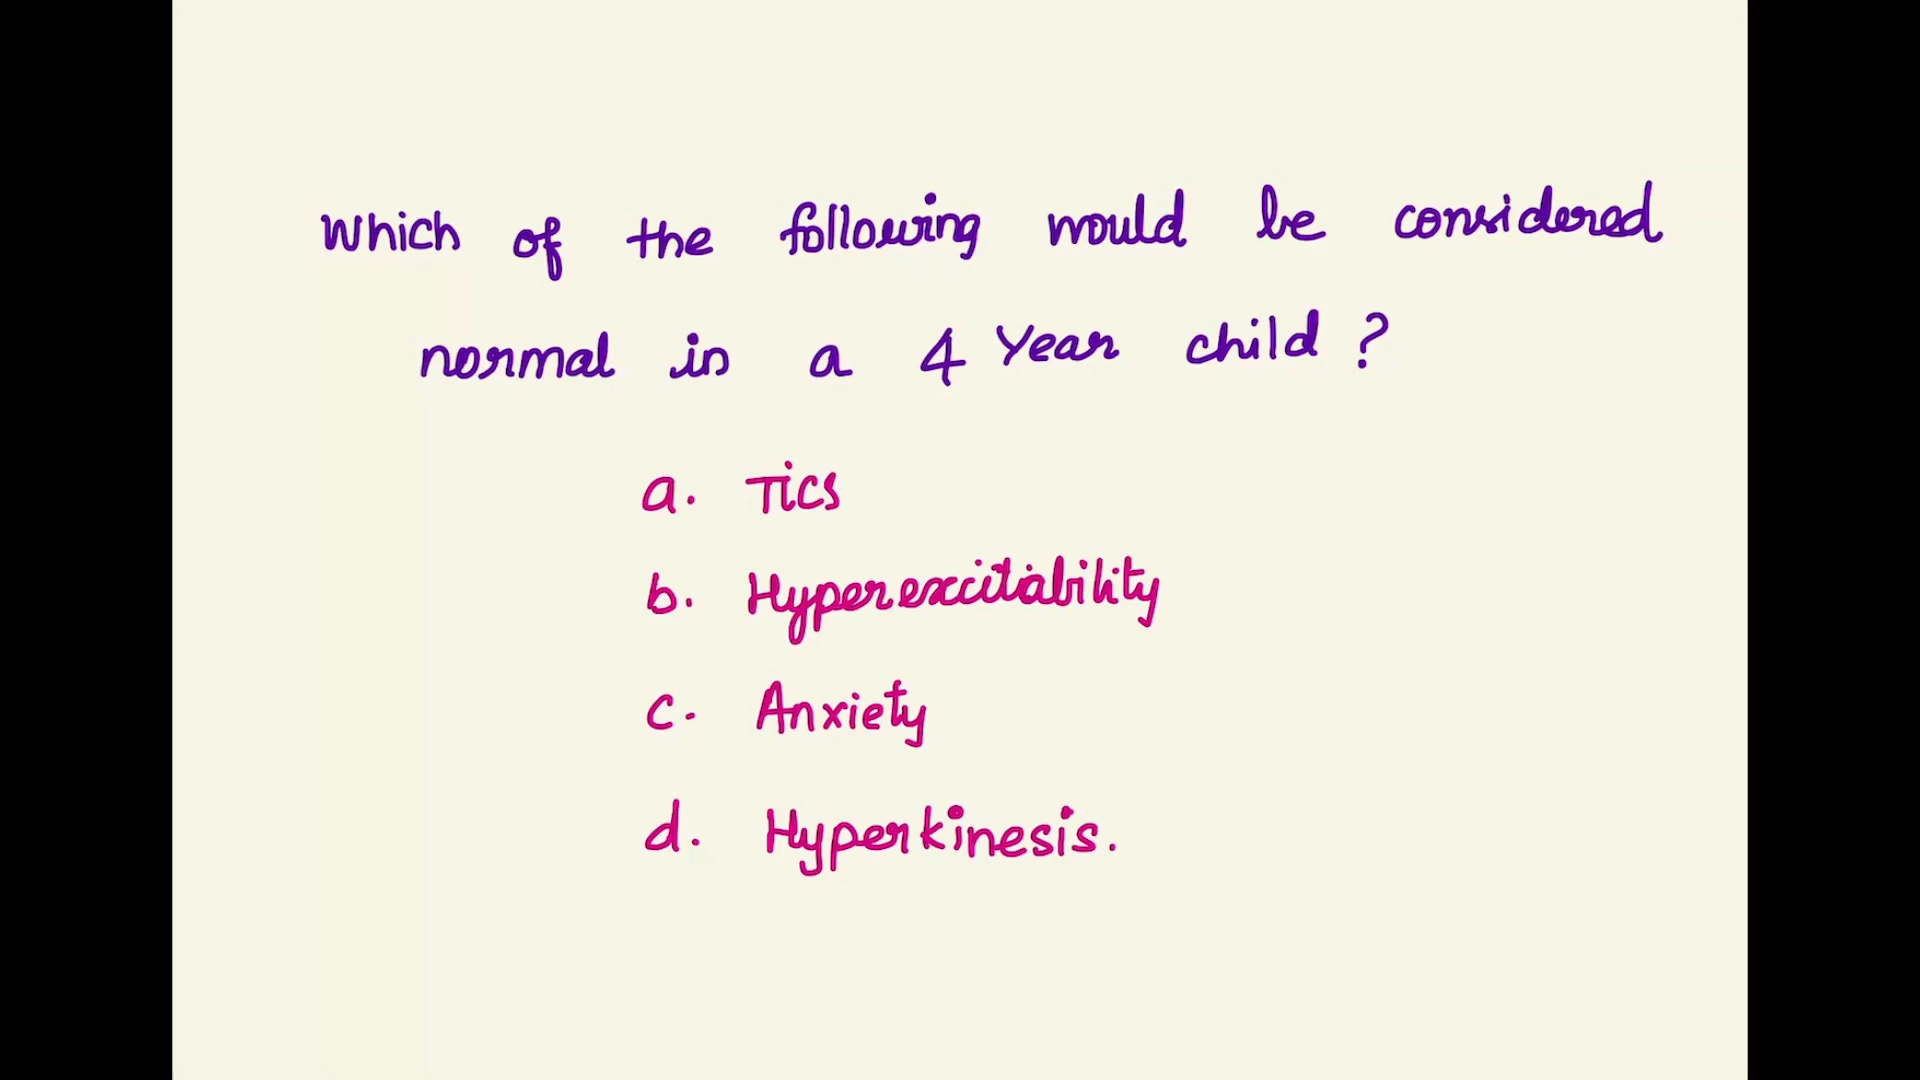 Which of the following would be considered
normal in a 4 Year child ?
a. Tics
b. Hyperexcitability
c. Anxiety
d. Hyperkinesis.